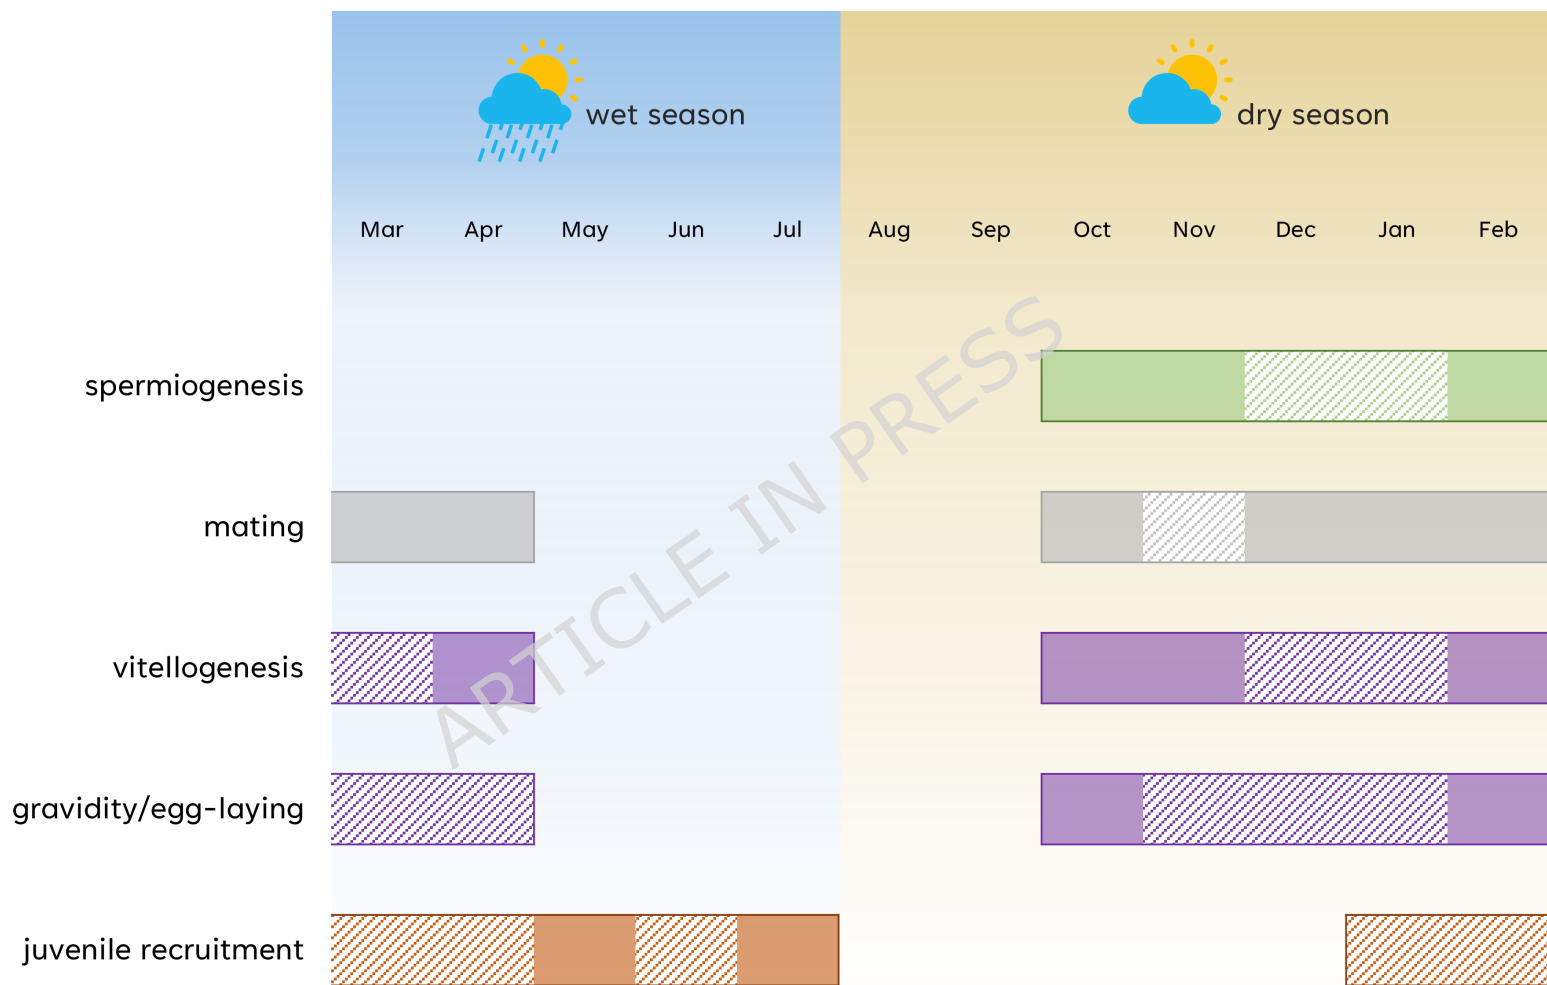 wet season
dry season
Mar Apr May Jun Jul Aug Sep Oct Nov Dec Jan Feb
spermiogenesis
mating
vitellogenesis
gravidity/egg-laying
juvenile recruitment
ARTICLE IN PRESS